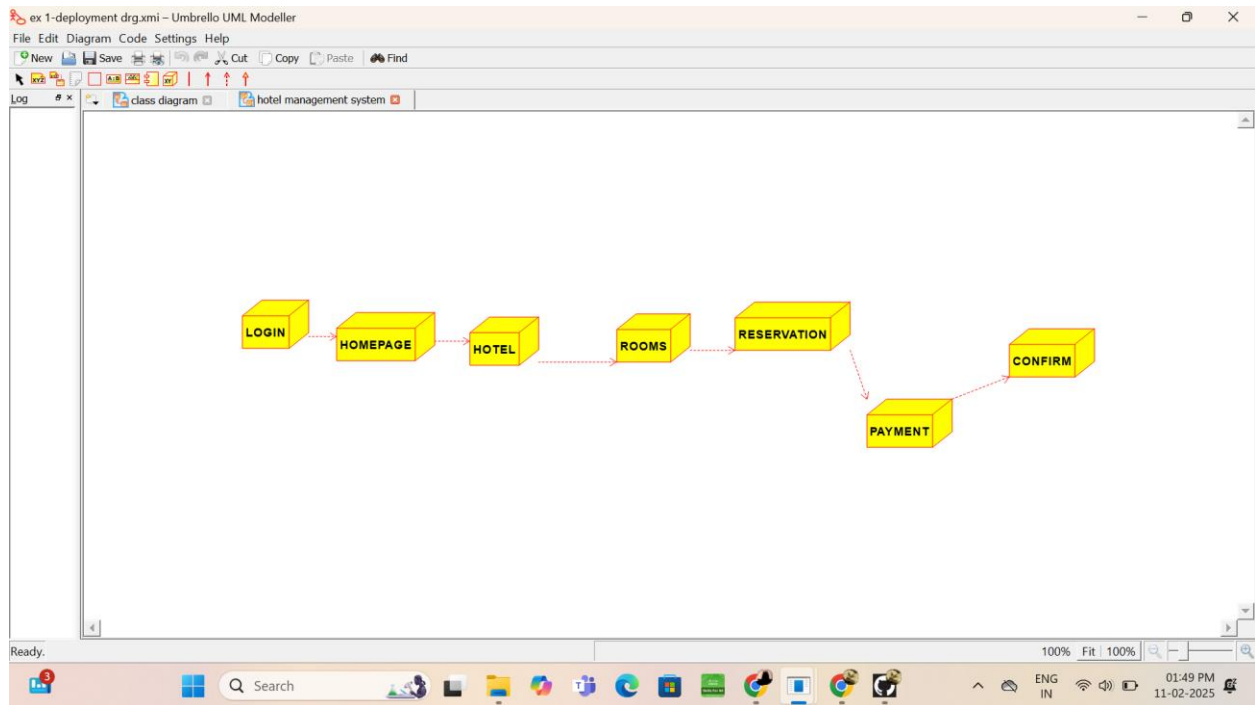 ex 1-deployment drg.xmi – Umbrello UML Modeller
File Edit Diagram Code Settings Help
New Save Cut Copy Paste Find
Log class diagram hotel management system
LOGIN
HOMEPAGE
HOTEL
ROOMS
RESERVATION
PAYMENT
CONFIRM
Ready. 100% Fit 100%
3 Search ENG 01:49 PM
IN 11-02-2025